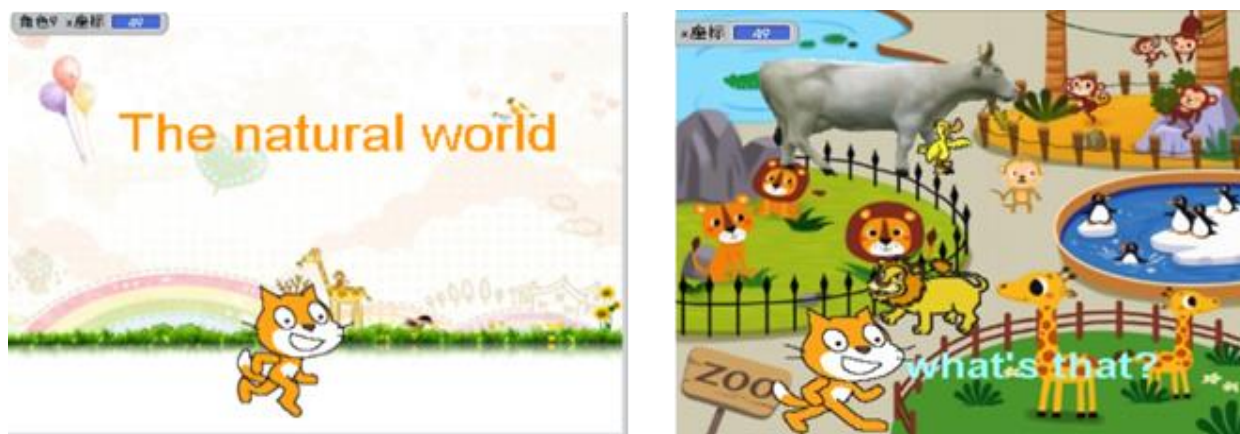 角色9 x座标 49
The natural world
x座标 49
ZOO
what's that?